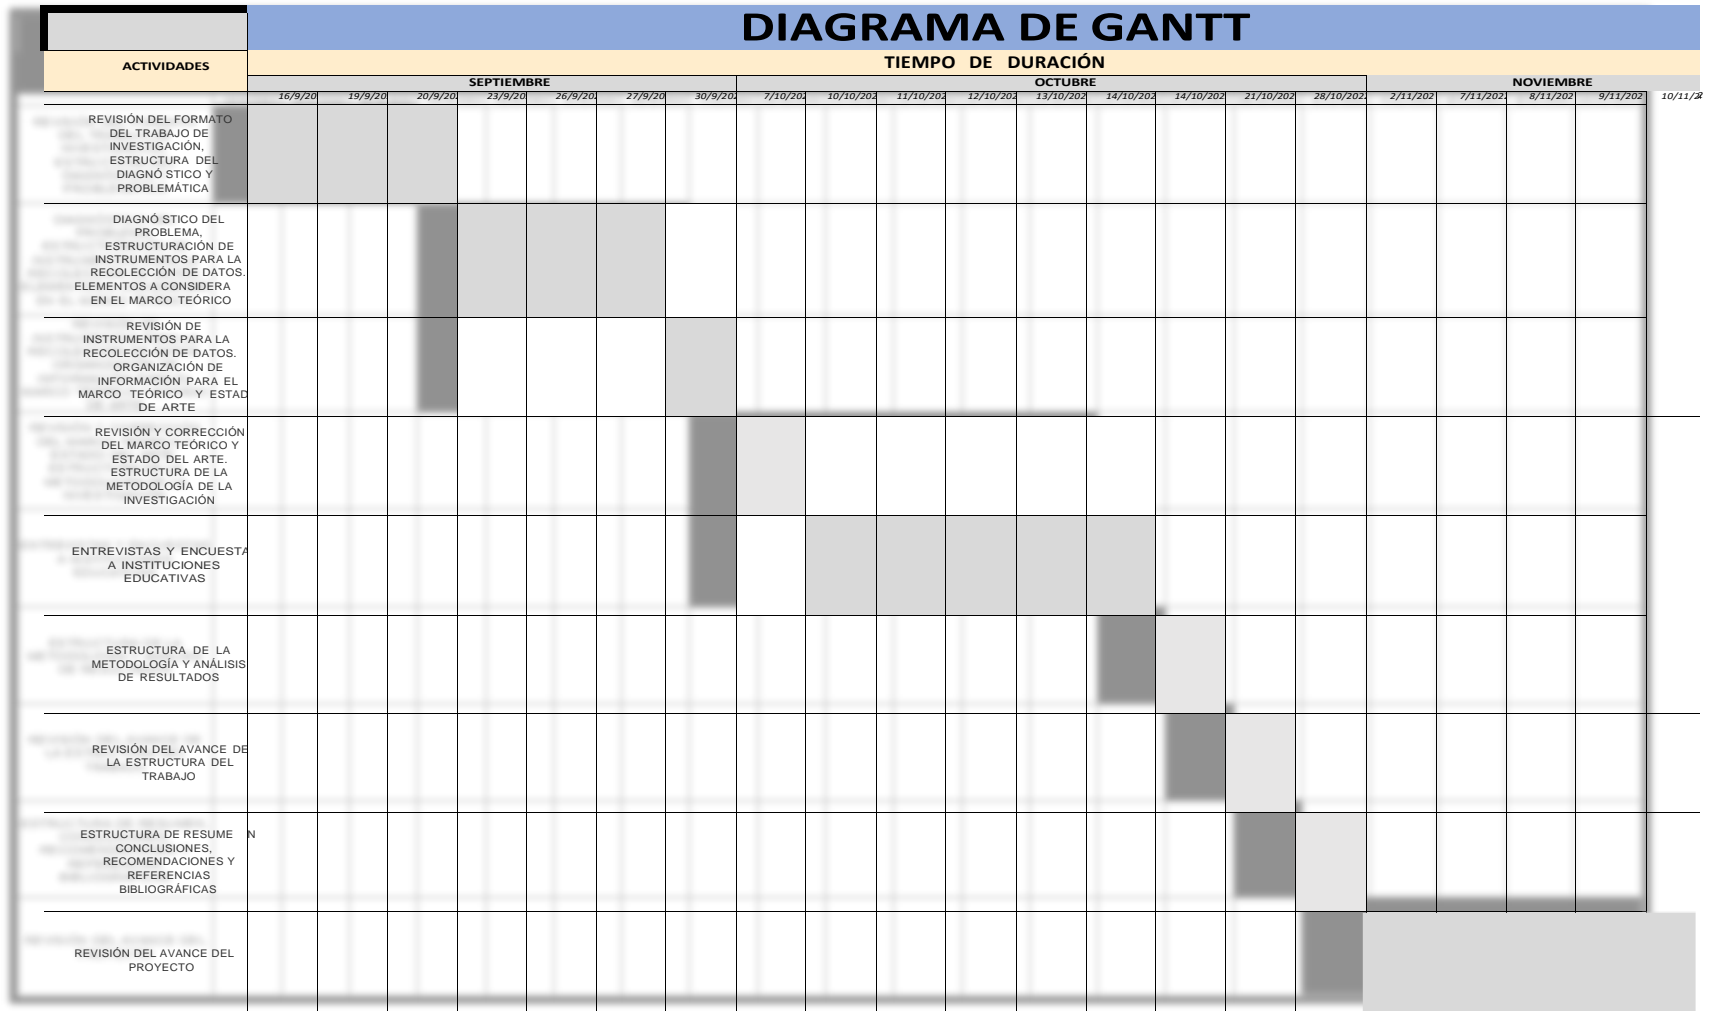 DIAGRAMA DE GANTT
ACTIVIDADES
TIEMPO DE DURACIÓN
SEPTIEMBRE OCTUBRE NOVIEMBRE
16/9/20 19/9/20 20/9/20 23/9/20 26/9/20 27/9/20 30/9/202 7/10/202 10/10/202 11/10/202 12/10/202 13/10/202 14/10/202 14/10/202 21/10/202 28/10/202 2/11/202 7/11/202 8/11/202 9/11/202 10/11/2
REVISIÓN DEL FORMATO
DEL TRABAJO DE
INVESTIGACIÓN,
ESTRUCTURA DEL
DIAGNÓ STICO Y
PROBLEMÁTICA
DIAGNÓ STICO DEL
PROBLEMA,
ESTRUCTURACIÓN DE
INSTRUMENTOS PARA LA
RECOLECCIÓN DE DATOS.
ELEMENTOS A CONSIDERA
EN EL MARCO TEÓRICO
REVISIÓN DE
INSTRUMENTOS PARA LA
RECOLECCIÓN DE DATOS.
ORGANIZACIÓN DE
INFORMACIÓN PARA EL
MARCO TEÓRICO Y ESTAD
DE ARTE
REVISIÓN Y CORRECCIÓN
DEL MARCO TEÓRICO Y
ESTADO DEL ARTE.
ESTRUCTURA DE LA
METODOLOGÍA DE LA
INVESTIGACIÓN
ENTREVISTAS Y ENCUESTA
A INSTITUCIONES
EDUCATIVAS
ESTRUCTURA DE LA
METODOLOGÍA Y ANÁLISIS
DE RESULTADOS
REVISIÓN DEL AVANCE DE
LA ESTRUCTURA DEL
TRABAJO
ESTRUCTURA DE RESUME N
CONCLUSIONES,
RECOMENDACIONES Y
REFERENCIAS
BIBLIOGRÁFICAS
REVISIÓN DEL AVANCE DEL
PROYECTO